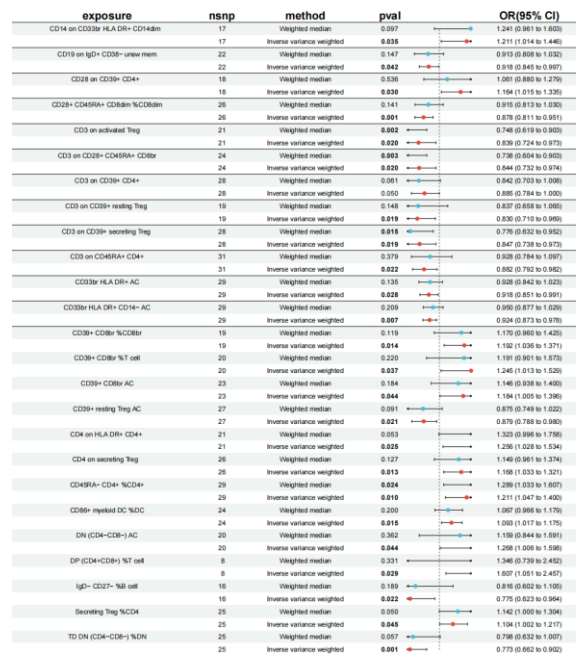 exposure nsnp method pval OR(95% CI)
CD14 on CD33br HLA DR+ CD14dim 17 Weighted median 0.097 1.241 (0.961 to 1.603)
17 Inverse variance weighted 0.035 1.211 (1.014 to 1.446)
CD19 on IgD+ CD38− unsw mem 22 Weighted median 0.147 0.913 (0.808 to 1.032)
22 Inverse variance weighted 0.042 0.918 (0.845 to 0.997)
CD28 on CD39+ CD4+ 18 Weighted median 0.536 1.061 (0.880 to 1.279)
18 Inverse variance weighted 0.030 1.164 (1.015 to 1.335)
CD28+ CD45RA+ CD8dim %CD8dim 26 Weighted median 0.141 0.915 (0.813 to 1.030)
26 Inverse variance weighted 0.001 0.878 (0.811 to 0.951)
CD3 on activated Treg 21 Weighted median 0.002 0.748 (0.619 to 0.903)
21 Inverse variance weighted 0.020 0.839 (0.724 to 0.973)
CD3 on CD28+ CD45RA+ CD8br 24 Weighted median 0.003 0.738 (0.604 to 0.903)
24 Inverse variance weighted 0.020 0.844 (0.732 to 0.974)
CD3 on CD39+ CD4+ 28 Weighted median 0.061 0.842 (0.703 to 1.008)
28 Inverse variance weighted 0.050 0.885 (0.784 to 1.000)
CD3 on CD39+ resting Treg 19 Weighted median 0.148 0.837 (0.658 to 1.065)
19 Inverse variance weighted 0.019 0.830 (0.710 to 0.969)
CD3 on CD39+ secreting Treg 28 Weighted median 0.015 0.776 (0.632 to 0.952)
28 Inverse variance weighted 0.019 0.847 (0.738 to 0.973)
CD3 on CD45RA+ CD4+ 31 Weighted median 0.379 0.928 (0.784 to 1.097)
31 Inverse variance weighted 0.022 0.882 (0.792 to 0.982)
CD33br HLA DR+ AC 29 Weighted median 0.135 0.928 (0.842 to 1.023)
29 Inverse variance weighted 0.028 0.918 (0.851 to 0.991)
CD33br HLA DR+ CD14− AC 29 Weighted median 0.209 0.950 (0.877 to 1.029)
29 Inverse variance weighted 0.007 0.924 (0.873 to 0.978)
CD39+ CD8br %CD8br 19 Weighted median 0.119 1.170 (0.960 to 1.425)
19 Inverse variance weighted 0.014 1.192 (1.036 to 1.371)
CD39+ CD8br %T cell 20 Weighted median 0.220 1.191 (0.901 to 1.573)
20 Inverse variance weighted 0.037 1.245 (1.013 to 1.529)
CD39+ CD8br AC 23 Weighted median 0.184 1.146 (0.938 to 1.400)
23 Inverse variance weighted 0.044 1.184 (1.005 to 1.396)
CD39+ resting Treg AC 27 Weighted median 0.091 0.875 (0.749 to 1.022)
27 Inverse variance weighted 0.021 0.879 (0.788 to 0.980)
CD4 on HLA DR+ CD4+ 21 Weighted median 0.053 1.323 (0.996 to 1.758)
21 Inverse variance weighted 0.025 1.256 (1.028 to 1.534)
CD4 on secreting Treg 26 Weighted median 0.127 1.149 (0.961 to 1.374)
26 Inverse variance weighted 0.013 1.168 (1.033 to 1.321)
CD45RA− CD4+ %CD4+ 29 Weighted median 0.024 1.289 (1.033 to 1.607)
29 Inverse variance weighted 0.010 1.211 (1.047 to 1.400)
CD86+ myeloid DC %DC 24 Weighted median 0.200 1.067 (0.966 to 1.179)
24 Inverse variance weighted 0.015 1.093 (1.017 to 1.175)
DN (CD4−CD8−) AC 20 Weighted median 0.362 1.159 (0.844 to 1.591)
20 Inverse variance weighted 0.044 1.268 (1.006 to 1.598)
DP (CD4+CD8+) %T cell 8 Weighted median 0.331 1.346 (0.739 to 2.452)
8 Inverse variance weighted 0.029 1.607 (1.051 to 2.457)
IgD− CD27− %B cell 16 Weighted median 0.189 0.816 (0.602 to 1.105)
16 Inverse variance weighted 0.022 0.775 (0.623 to 0.964)
Secreting Treg %CD4 25 Weighted median 0.050 1.142 (1.000 to 1.304)
25 Inverse variance weighted 0.045 1.104 (1.002 to 1.217)
TD DN (CD4−CD8−) %DN 25 Weighted median 0.057 0.798 (0.632 to 1.007)
25 Inverse variance weighted 0.001 0.773 (0.662 to 0.902)